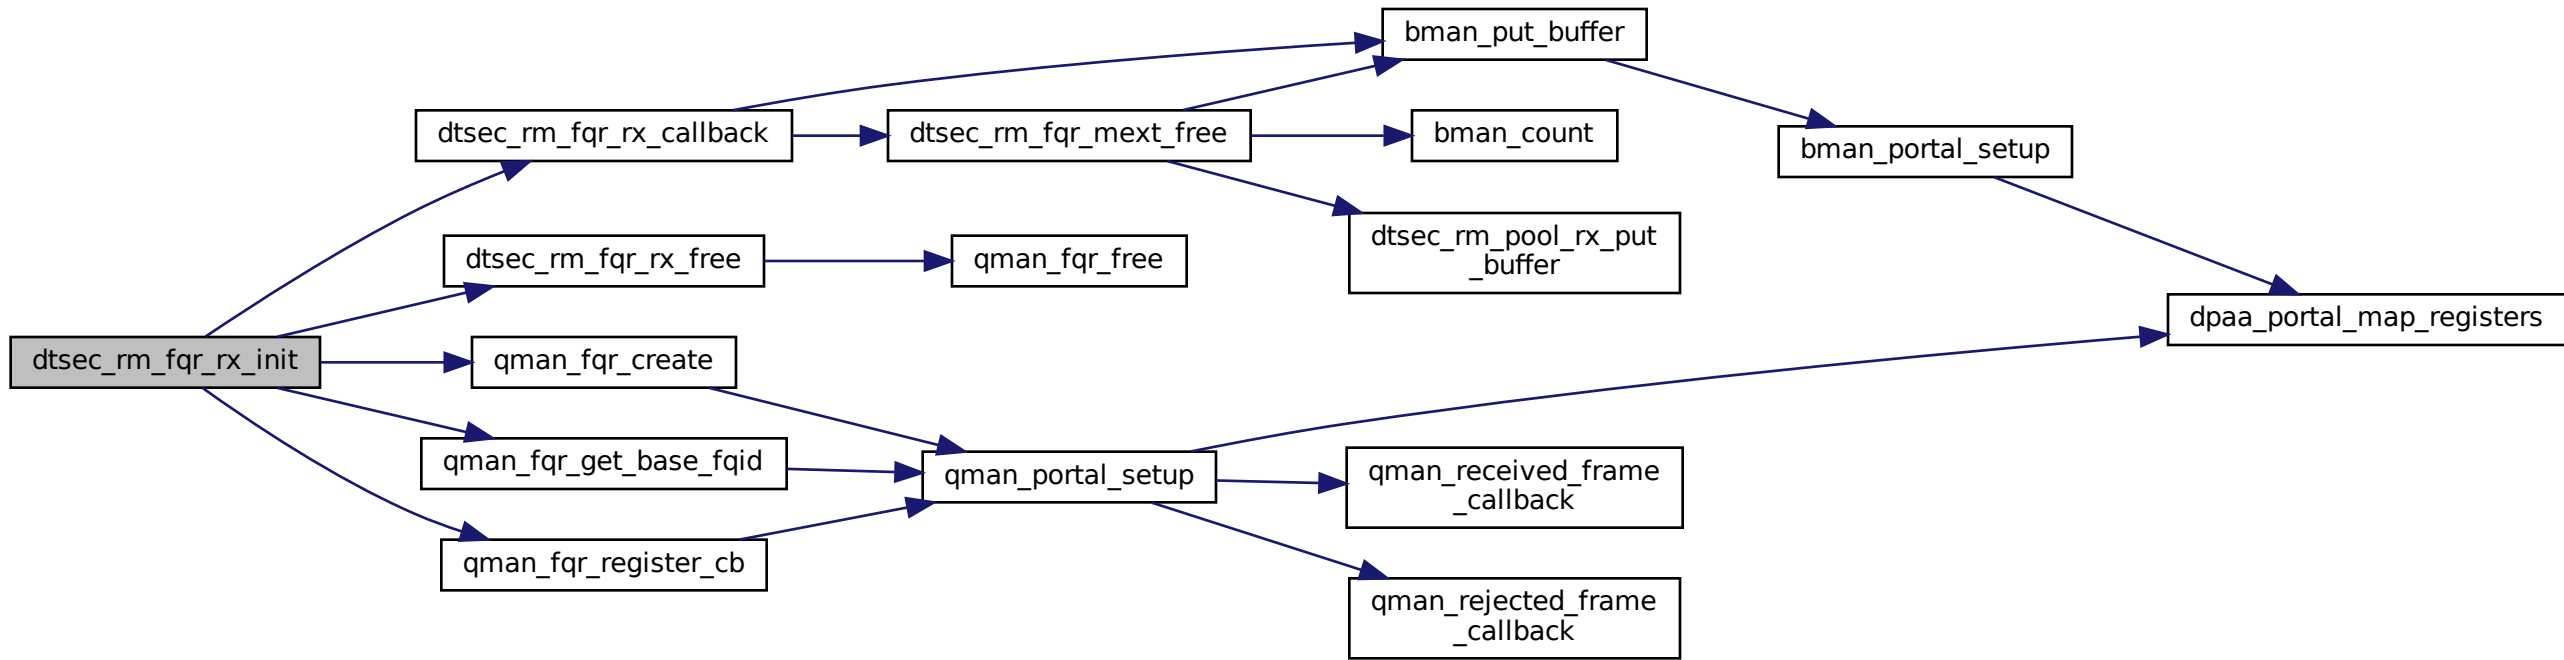 dtsec_rm_fqr_rx_init
dtsec_rm_fqr_rx_callback
dtsec_rm_fqr_rx_free
qman_fqr_create
qman_fqr_get_base_fqid
qman_fqr_register_cb
dtsec_rm_fqr_mext_free
qman_fqr_free
qman_portal_setup
bman_put_buffer
bman_count
dtsec_rm_pool_rx_put
_buffer
qman_received_frame
_callback
qman_rejected_frame
_callback
bman_portal_setup
dpaa_portal_map_registers